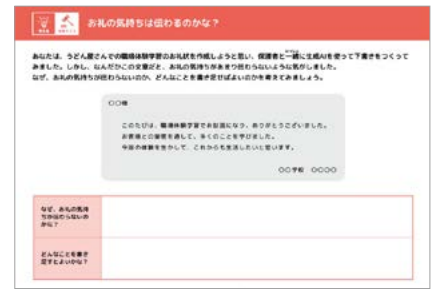 お礼の気持ちは伝わるのかな？
あなたは、うどん屋さんでの職場体験学習のお礼状を作成しようと思い、保護者と一緒に生成AIを使って下書きをつくって
みました。しかし、なんだかこの文章だと、お礼の気持ちがあまり伝わらないような気がしました。
なぜ、お礼の気持ちが伝わらないのか、どんなことを書き足せばよいのかを考えてみましょう。
〇〇様
このたびは、職場体験学習でお世話になり、ありがとうございました。
お客様との接客を通して、多くのことを学びました。
今回の体験を生かして、これからも生活したいと思います。
〇〇学校　〇〇〇〇
なぜ、お礼の気持
ちが伝わらないの
かな？
どんなことを書き
足すとよいかな？